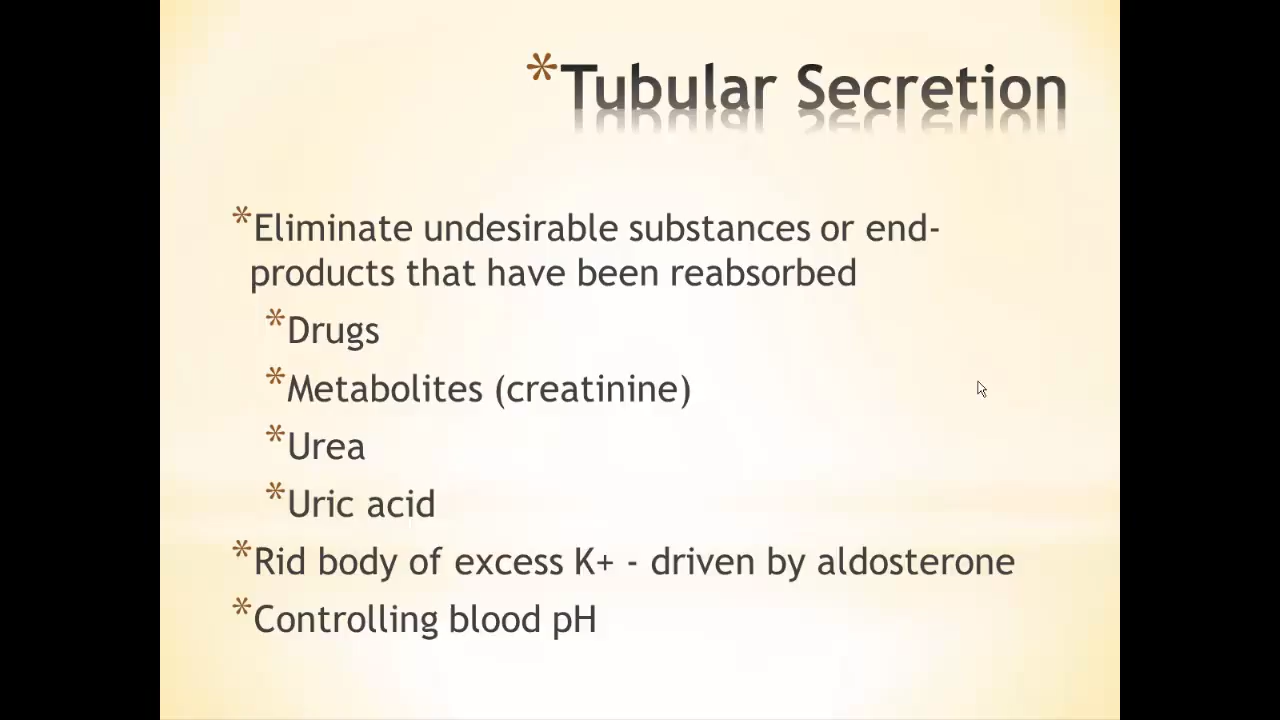 *Tubular Secretion
*Eliminate undesirable substances or end-
products that have been reabsorbed
*Drugs
*Metabolites (creatinine)
*Urea
*Uric acid
*Rid body of excess K+ - driven by aldosterone
*Controlling blood pH